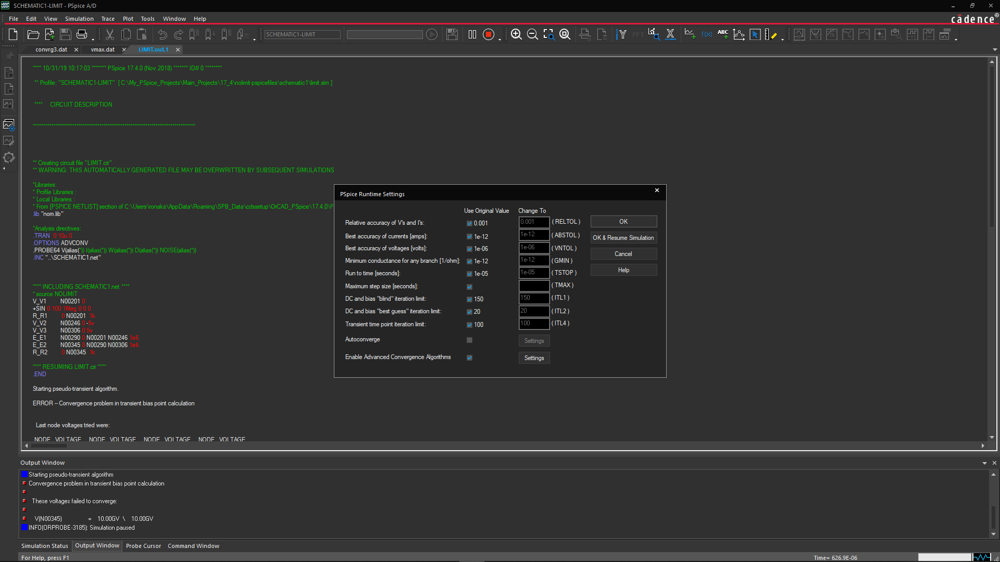 SCHEMATIC1-LIMIT - PSpice A/D
File Edit View Simulation Trace Plot Tools Window Help
cādence®
SCHEMATIC1-LIMIT
FFT f(x) ABC
convrg3.dat vmax.dat LIMIT.out.1
**** 10/31/19 10:17:03 ******* PSpice 17.4.0 (Nov 2018) ******* ID# 0 ********
** Profile: "SCHEMATIC1-LIMIT" [ C:\My_PSpice_Projects\Main_Projects\17_4\nolimit-pspicefiles\schematic1\limit.sim ]
**** CIRCUIT DESCRIPTION
** Creating circuit file "LIMIT.cir"
** WARNING: THIS AUTOMATICALLY GENERATED FILE MAY BE OVERWRITTEN BY SUBSEQUENT SIMULATIONS
*Libraries:
* Profile Libraries :
* Local Libraries :
* From [PSPICE NETLIST] section of C:\Users\ronaks\AppData\Roaming\SPB_Data\cdssetup\OrCAD_PSpice\17.4.0\P
.lib "nom.lib"
*Analysis directives:
.TRAN 0 10u 0
.OPTIONS ADVCONV
.PROBE64 V(alias(*)) I(alias(*)) W(alias(*)) D(alias(*)) NOISE(alias(*))
.INC "..\SCHEMATIC1.net"
**** INCLUDING SCHEMATIC1.net ****
* source NOLIMIT
V_V1 N00201 0
+SIN 0 100 1Meg 0 0 0
R_R1 0 N00201 1k
V_V2 N00246 0 -5v
V_V3 N00306 0 5v
E_E1 N00290 0 N00201 N00246 1e6
E_E2 N00345 0 N00290 N00306 1e6
R_R2 0 N00345 1k
**** RESUMING LIMIT.cir ****
.END
Starting pseudo-transient algorithm.
ERROR -- Convergence problem in transient bias point calculation
Last node voltages tried were:
NODE VOLTAGE NODE VOLTAGE NODE VOLTAGE NODE VOLTAGE
PSpice Runtime Settings
Use Original Value Change To
Relative accuracy of V's and I's: 0.001 0.001 ( RELTOL )
Best accuracy of currents [amps]: 1e-12 1e-12 ( ABSTOL )
Best accuracy of voltages [volts]: 1e-06 1e-06 ( VNTOL )
Minimum conductance for any branch [1/ohm]: 1e-12 1e-12 ( GMIN )
Run to time [seconds]: 1e-05 1e-05 ( TSTOP )
Maximum step size [seconds]: ( TMAX )
DC and bias "blind" iteration limit: 150 150 ( ITL1 )
DC and bias "best guess" iteration limit: 20 20 ( ITL2 )
Transient time point iteration limit: 100 100 ( ITL4 )
Autoconverge Settings
Enable Advanced Convergence Algorithms Settings
OK
OK & Resume Simulation
Cancel
Help
Output Window
Starting pseudo-transient algorithm
Convergence problem in transient bias point calculation
These voltages failed to converge:
V(N00345) = 10.00GV \ 10.00GV
INFO(ORPROBE-3185): Simulation paused
Simulation Status Output Window Probe Cursor Command Window
For Help, press F1
Time= 626.9E-06